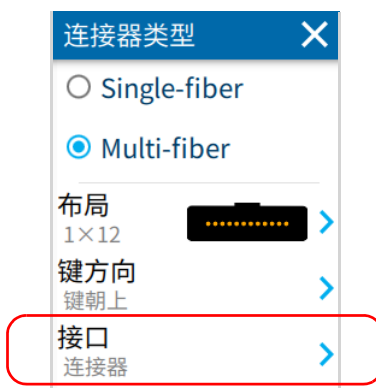 连接器类型
Single-fiber
Multi-fiber
布局
1×12
键方向
键朝上
接口
连接器